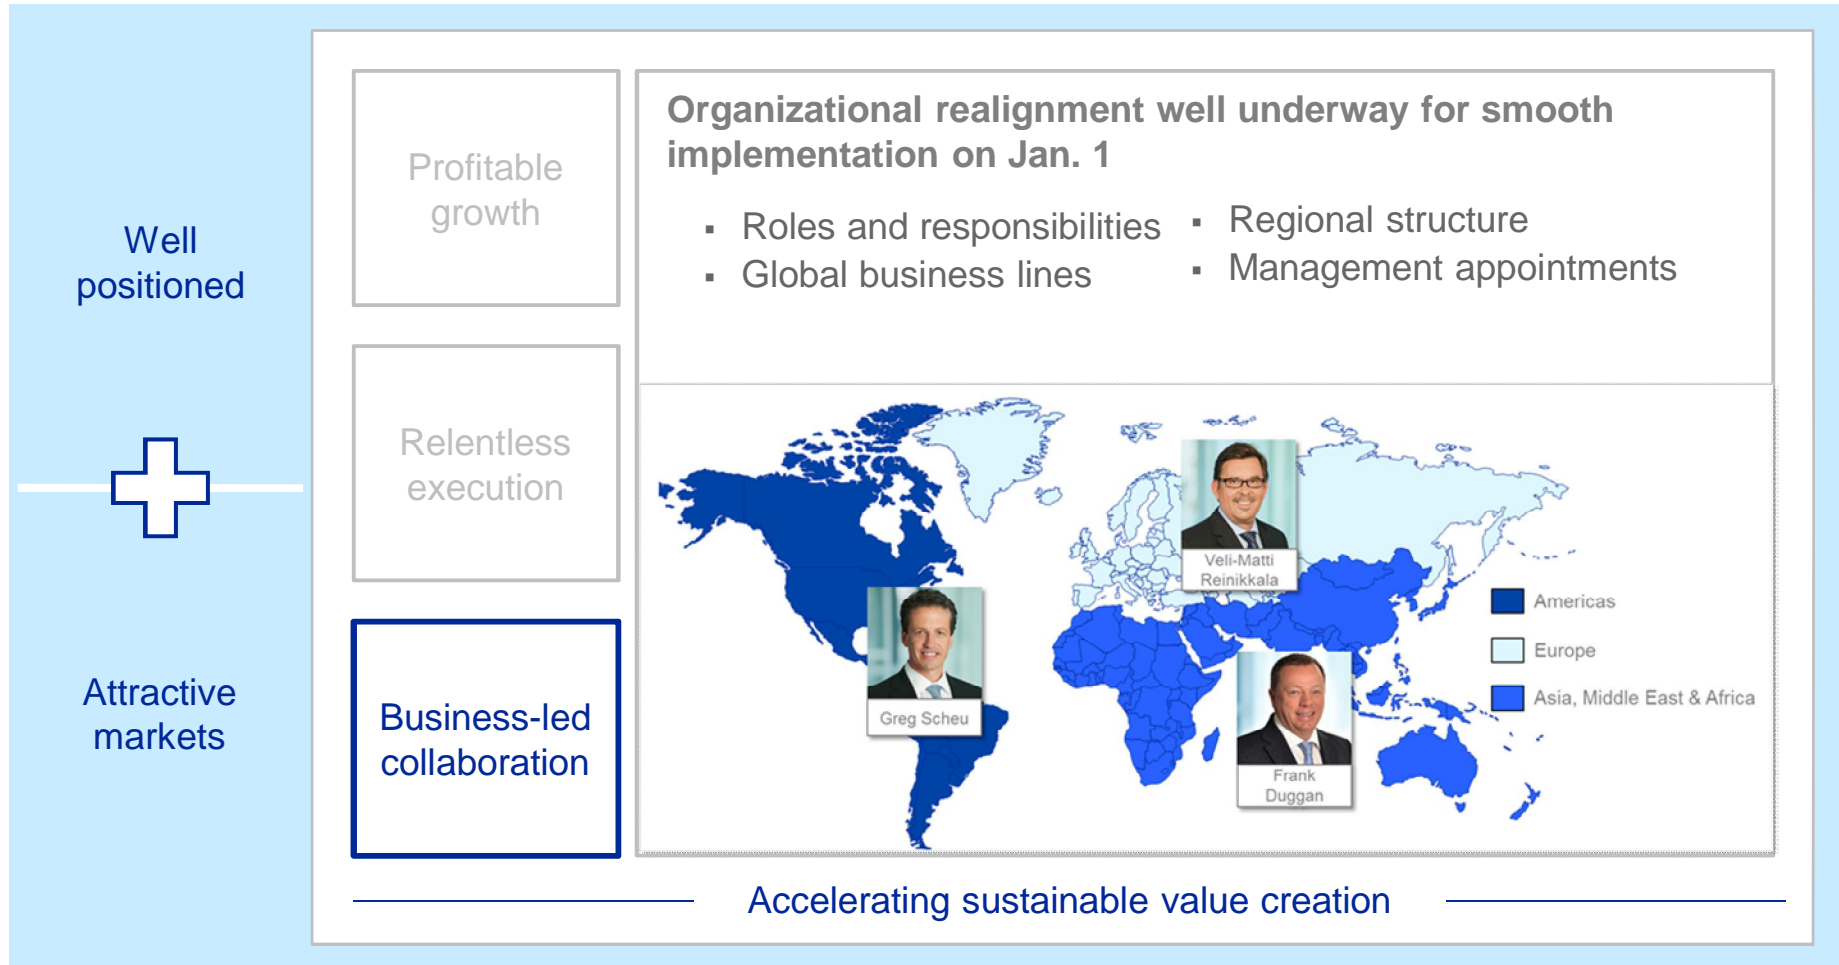 Well
positioned
Attractive
markets
Profitable
growth
Relentless
execution
Business-led
collaboration
Organizational realignment well underway for smooth
implementation on Jan. 1
▪ Roles and responsibilities
▪ Global business lines
▪ Regional structure
▪ Management appointments
Veli-Matti
Reinikkala
Greg Scheu
Frank
Duggan
Americas
Europe
Asia, Middle East & Africa
Accelerating sustainable value creation